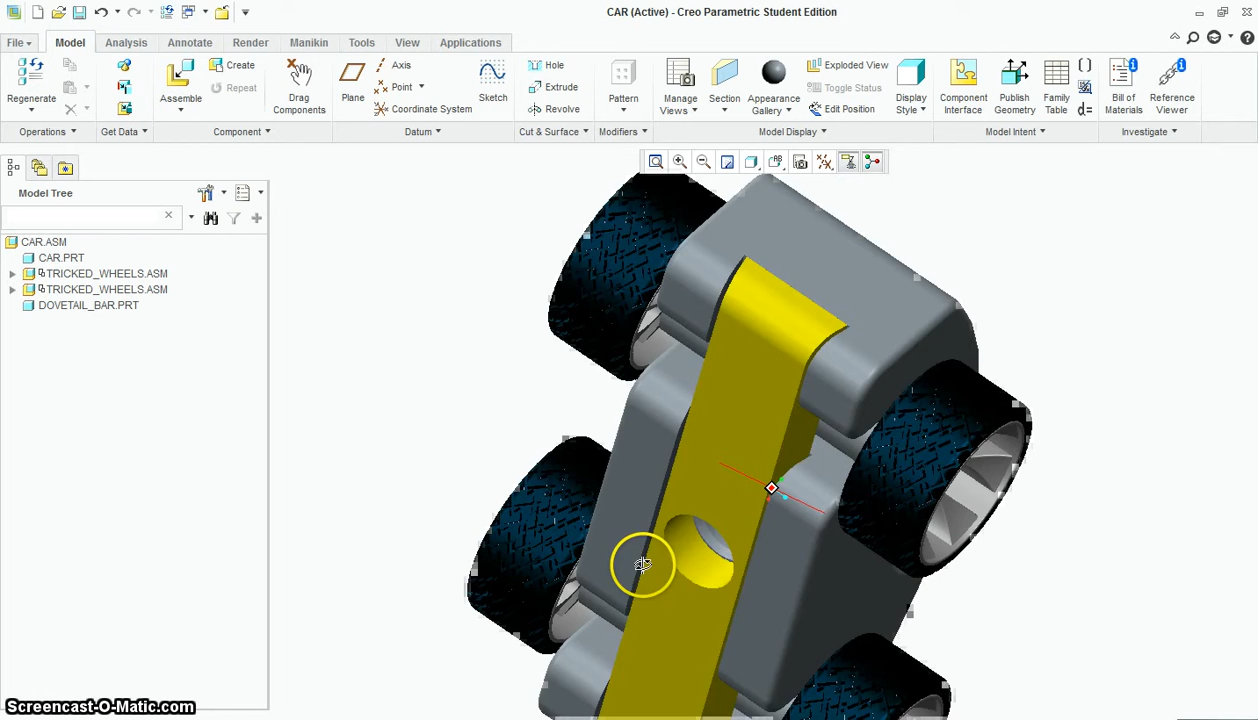 CAR (Active) - Creo Parametric Student Edition
File Model Analysis Annotate Render Manikin Tools View Applications
Regenerate
Operations
Get Data
Assemble
Create
Repeat
Drag
Components
Component
Plane
Axis
Point
Coordinate System
Sketch
Datum
Hole
Extrude
Revolve
Cut & Surface
Pattern
Modifiers
Manage
Views
Section
Appearance
Gallery
Exploded View
Toggle Status
Edit Position
Display
Style
Model Display
Component
Interface
Publish
Geometry
Family
Table
d=
Model Intent
Bill of
Materials
Reference
Viewer
Investigate
Model Tree
CAR.ASM
CAR.PRT
TRICKED_WHEELS.ASM
TRICKED_WHEELS.ASM
DOVETAIL_BAR.PRT
Screencast-O-Matic.com